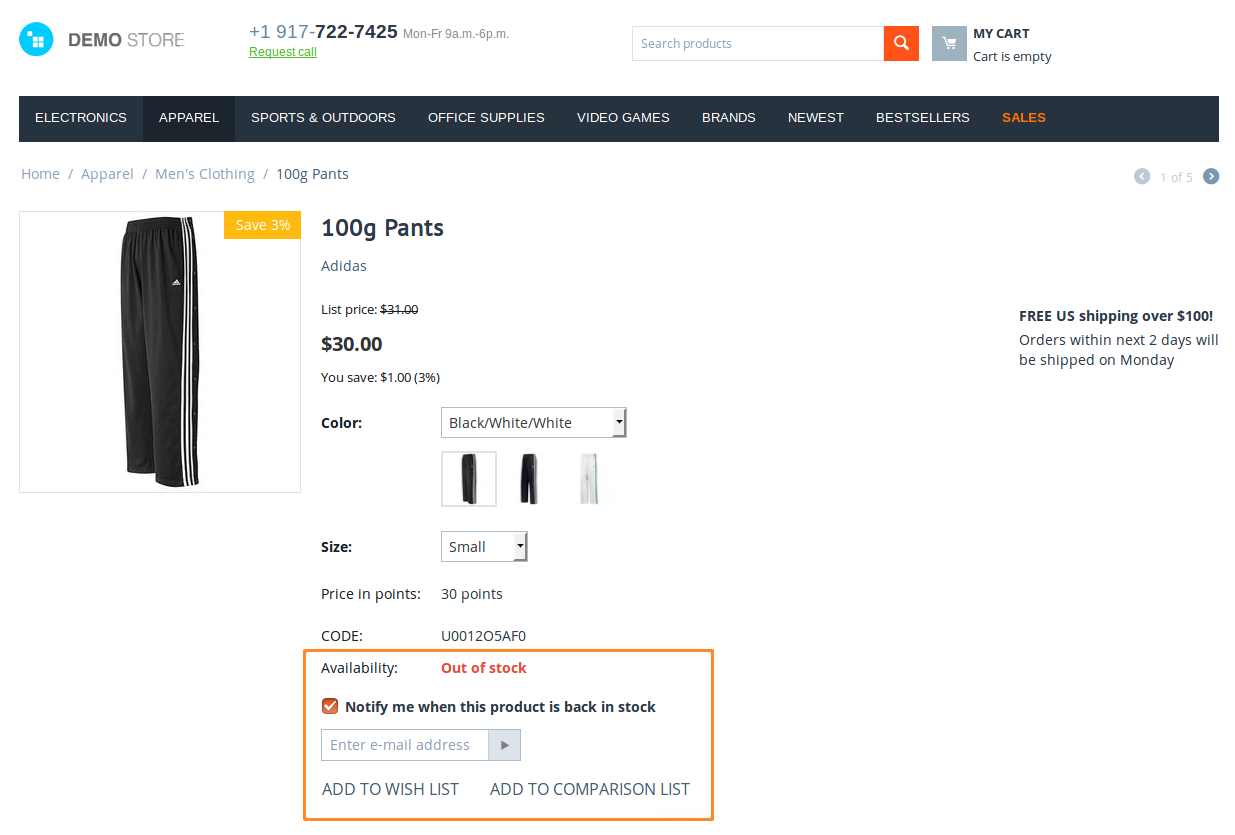 DEMO STORE
+1 917-722-7425 Mon-Fr 9a.m.-6p.m.
Request call
Search products
MY CART
Cart is empty
ELECTRONICS APPAREL SPORTS & OUTDOORS OFFICE SUPPLIES VIDEO GAMES BRANDS NEWEST BESTSELLERS SALES
Home / Apparel / Men's Clothing / 100g Pants
1 of 5
Save 3%
100g Pants
Adidas
List price: $31.00
$30.00
You save: $1.00 (3%)
FREE US shipping over $100!
Orders within next 2 days will
be shipped on Monday
Color: Black/White/White
Size: Small
Price in points: 30 points
CODE: U0012O5AF0
Availability: Out of stock
Notify me when this product is back in stock
Enter e-mail address
ADD TO WISH LIST ADD TO COMPARISON LIST